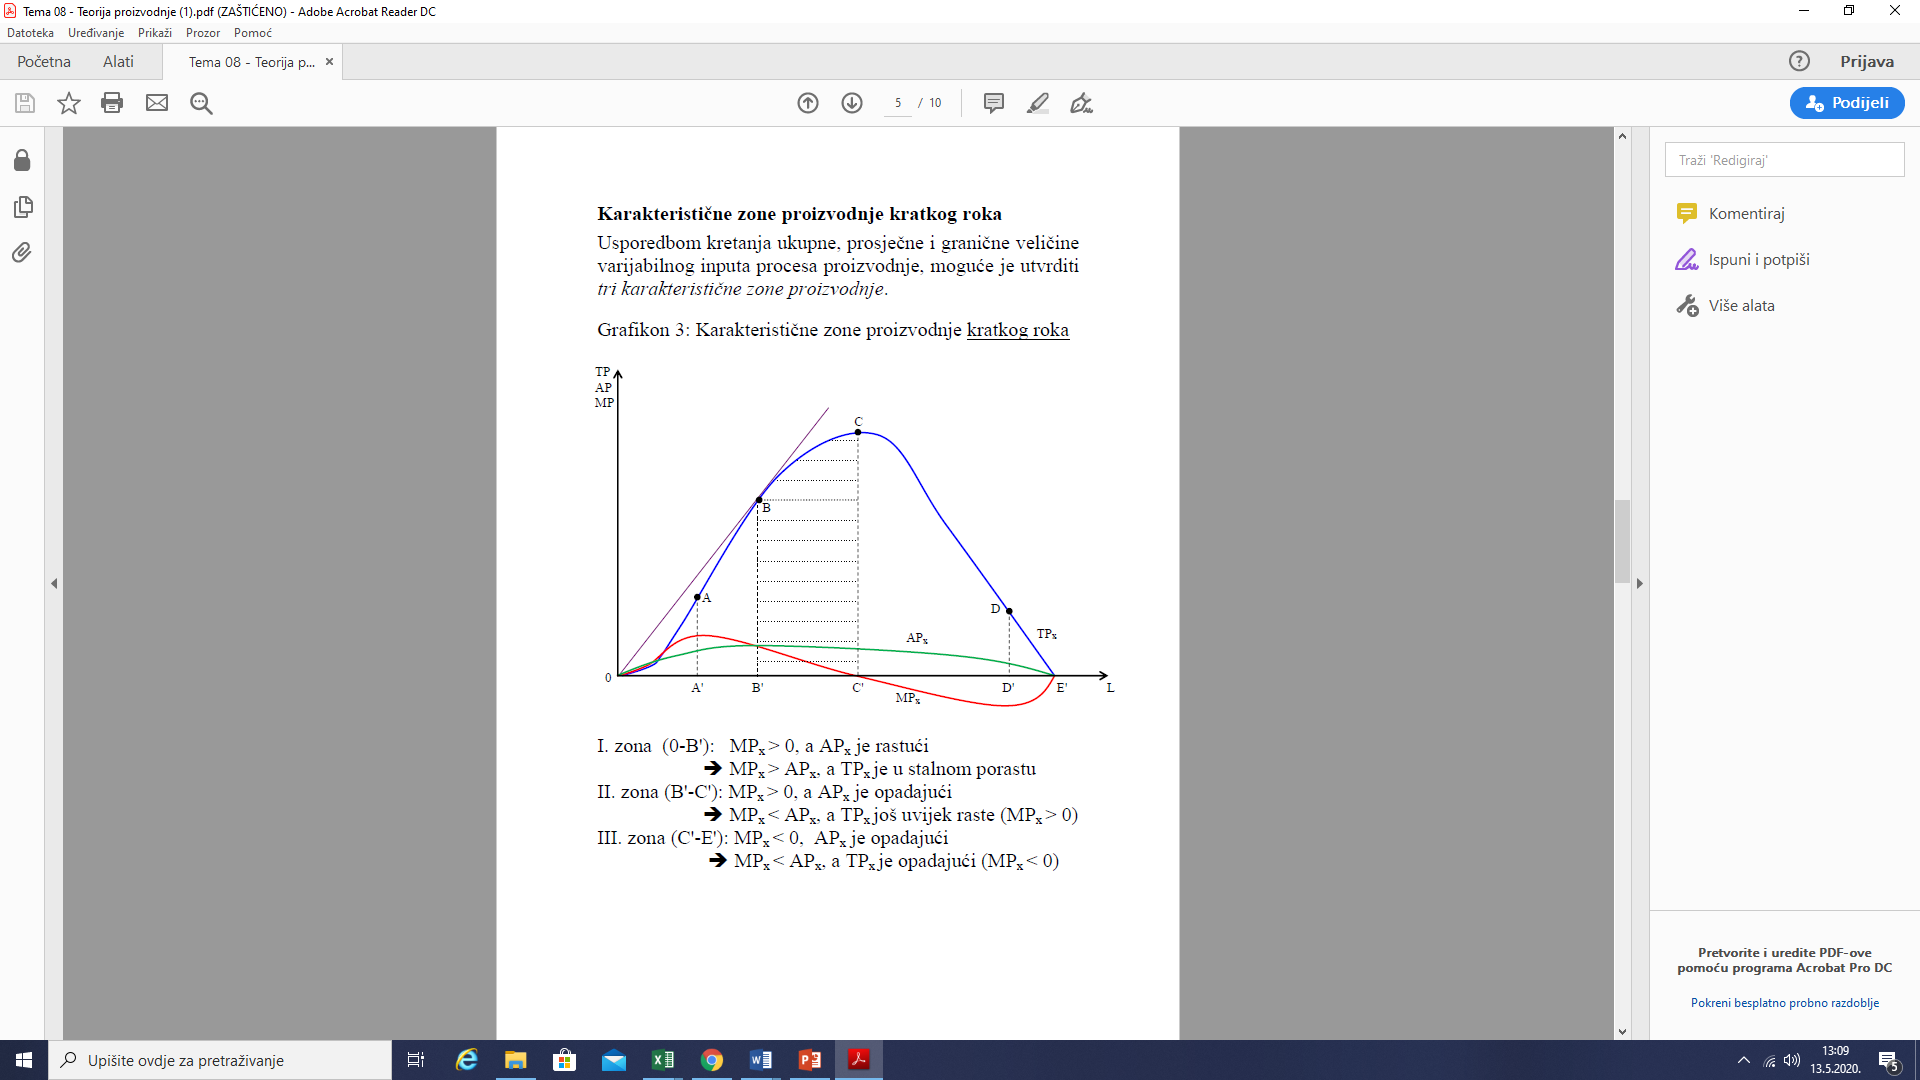 Tema 08 - Teorija proizvodnje (1).pdf (ZAŠTIĆENO) - Adobe Acrobat Reader DC
Datoteka Uređivanje Prikaži Prozor Pomoć
Početna Alati Tema 08 - Teorija p... × Prijava
5 / 10
Podijeli
Traži 'Redigiraj'
Komentiraj
Ispuni i potpiši
Više alata
Pretvorite i uredite PDF-ove
pomoću programa Acrobat Pro DC
Pokreni besplatno probno razdoblje
Karakteristične zone proizvodnje kratkog roka
Usporedbom kretanja ukupne, prosječne i granične veličine
varijabilnog inputa procesa proizvodnje, moguće je utvrditi
tri karakteristične zone proizvodnje.
Grafikon 3: Karakteristične zone proizvodnje kratkog roka
TP
AP
MP
C
B
A
D
TPx
APx
0
A' B' C' D' E' L
MPx
I. zona (0-B'): MPx > 0, a APx je rastući
➔ MPx > APx, a TPx je u stalnom porastu
II. zona (B'-C'): MPx > 0, a APx je opadajući
➔ MPx < APx, a TPx još uvijek raste (MPx > 0)
III. zona (C'-E'): MPx < 0, APx je opadajući
➔ MPx < APx, a TPx je opadajući (MPx < 0)
Upišite ovdje za pretraživanje
13:09
13.5.2020.
5